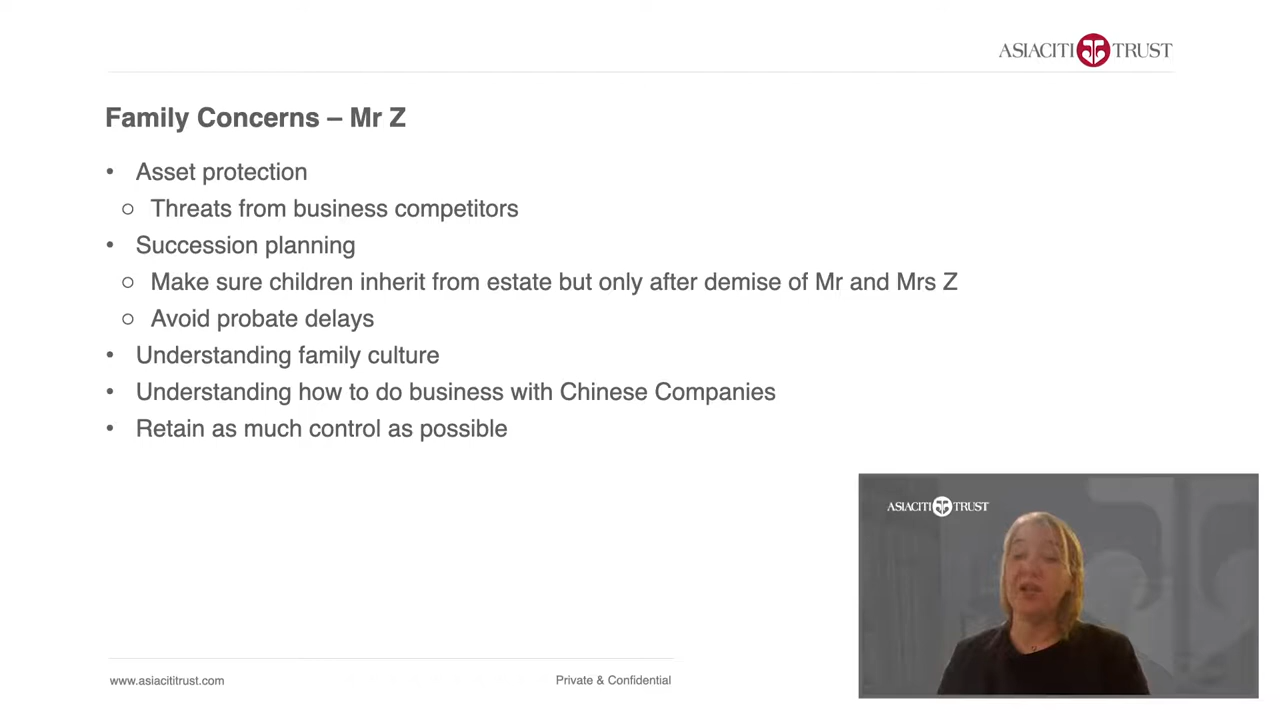 ASIACITI TRUST
Family Concerns – Mr Z
• Asset protection
○ Threats from business competitors
• Succession planning
○ Make sure children inherit from estate but only after demise of Mr and Mrs Z
○ Avoid probate delays
• Understanding family culture
• Understanding how to do business with Chinese Companies
• Retain as much control as possible
ASIACITI TRUST
www.asiacititrust.com
Private & Confidential